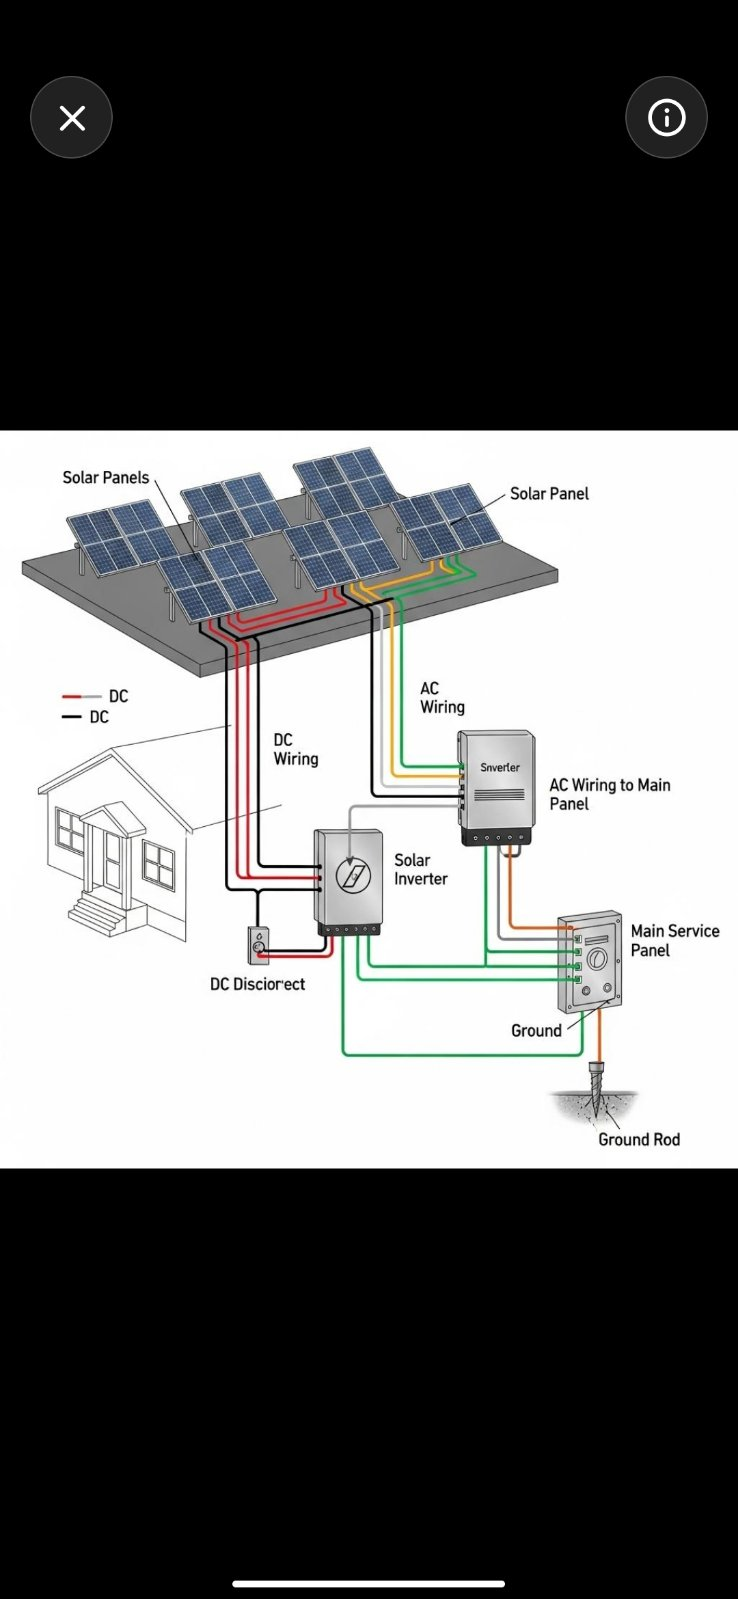 Solar Panels
Solar Panel
DC
DC
AC
Wiring
DC
Wiring
Snverler
AC Wiring to Main
Panel
Solar
Inverter
Main Service
Panel
DC Disciorect
Ground
Ground Rod